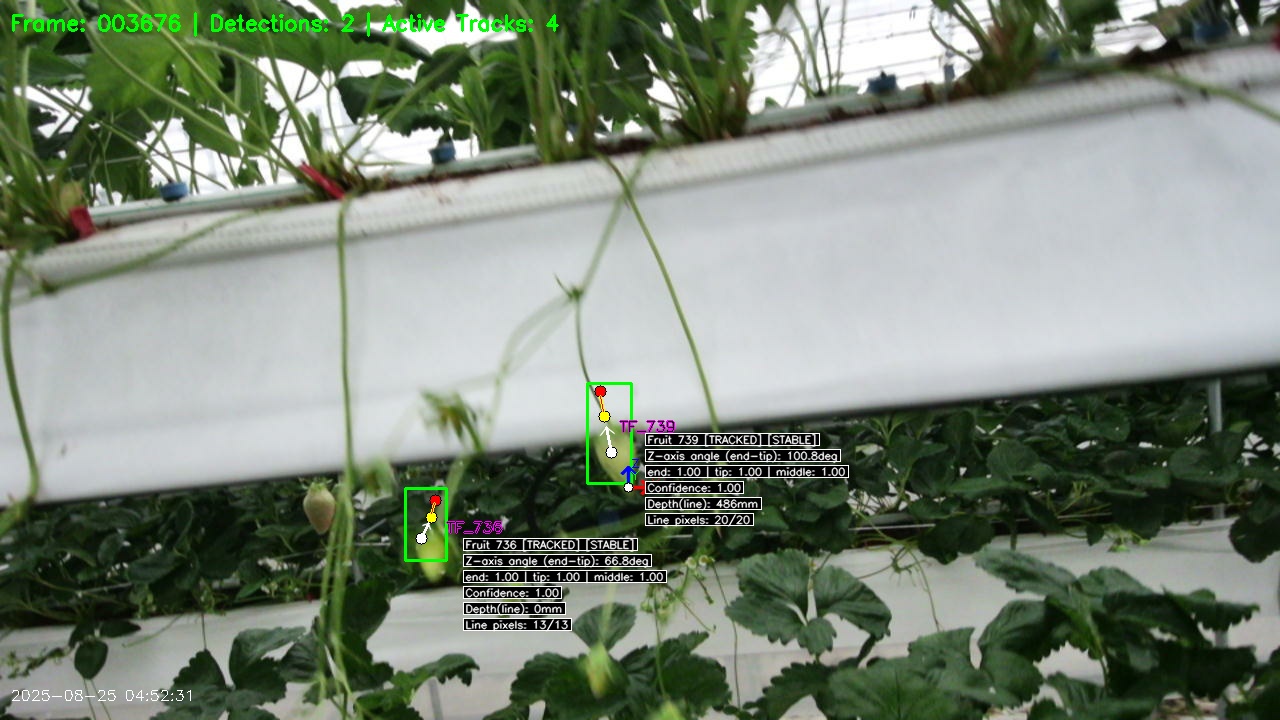 Frame: 003676 | Detections: 2 | Active Tracks: 4
TF_739
Fruit 739 [TRACKED] [STABLE]
Z-axis angle (end-tip): 100.8deg
end: 1.00 | tip: 1.00 | middle: 1.00
Confidence: 1.00
Depth(line): 486mm
Line pixels: 20/20
TF_736
Fruit 736 [TRACKED] [STABLE]
Z-axis angle (end-tip): 66.8deg
end: 1.00 | tip: 1.00 | middle: 1.00
Confidence: 1.00
Depth(line): 0mm
Line pixels: 13/13
2025-08-25 04:52:31